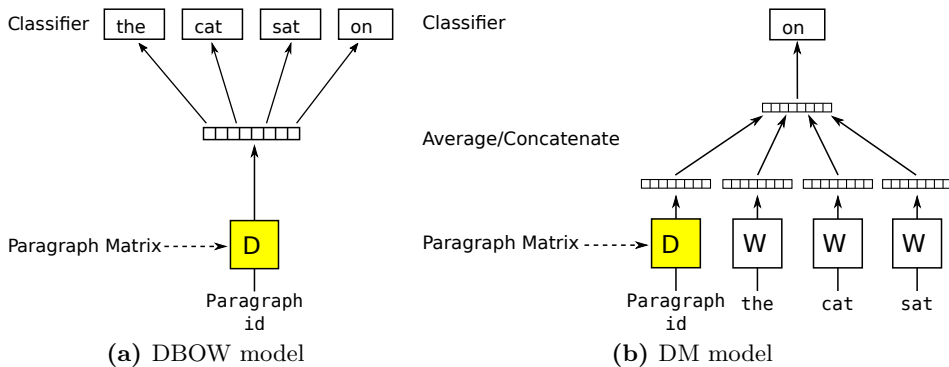 Classifier
the cat sat on
Paragraph Matrix
D
Paragraph
id
(a) DBOW model
Classifier
on
Average/Concatenate
Paragraph Matrix
D W W W
Paragraph the cat sat
id
(b) DM model